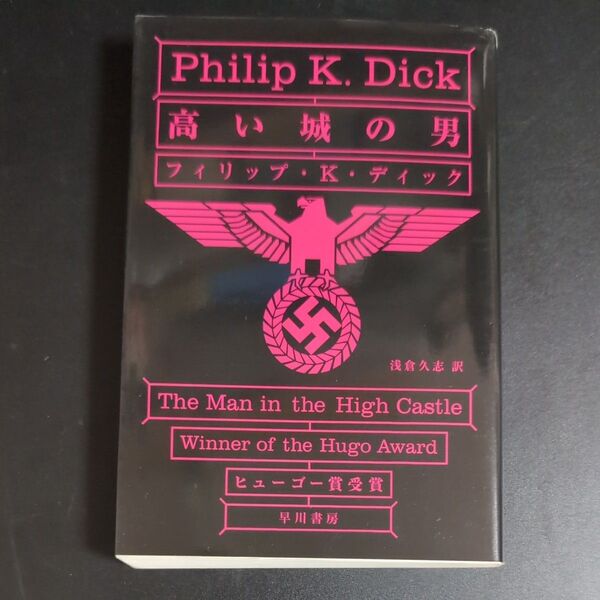 Philip K. Dick
高い城の男
フィリップ・K・ディック
浅倉久志 訳
The Man in the High Castle
Winner of the Hugo Award
ヒューゴー賞受賞
早川書房